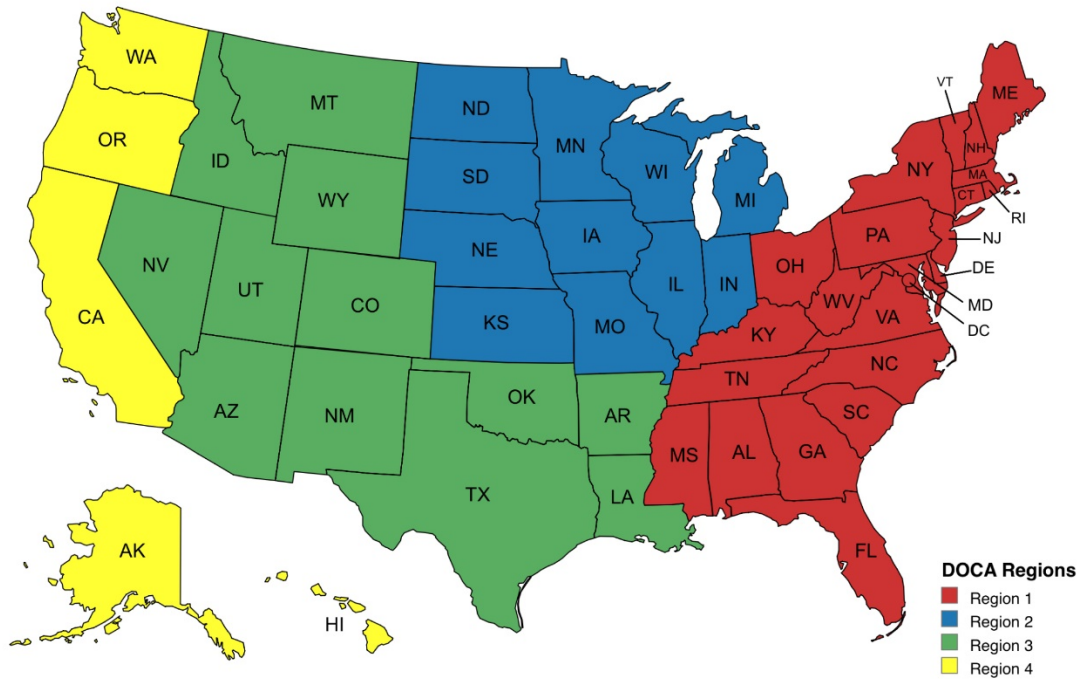 WA
MT
ND
MN
VT
ME
OR
ID
SD
WI
NH
NY
MA
WY
MI
CT
RI
NE
IA
PA
NJ
NV
OH
DE
UT
IL
IN
CO
WV
MD
CA
KS
MO
VA
DC
KY
NC
TN
OK
AZ
NM
AR
SC
MS
AL
GA
TX
LA
AK
FL
HI
DOCA Regions
Region 1
Region 2
Region 3
Region 4